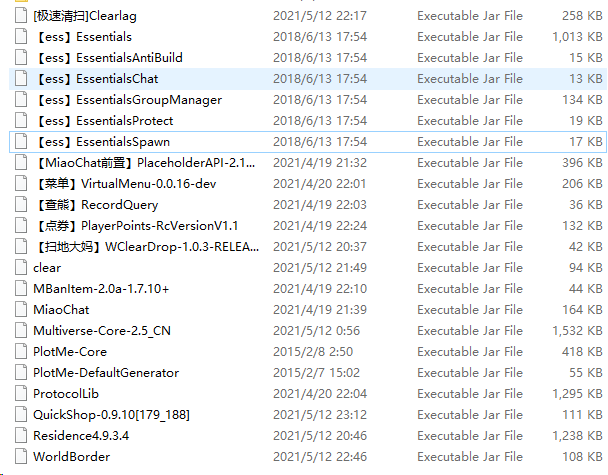 [极速清扫]Clearlag 2021/5/12 22:17 Executable Jar File 258 KB
【ess】Essentials 2018/6/13 17:54 Executable Jar File 1,013 KB
【ess】EssentialsAntiBuild 2018/6/13 17:54 Executable Jar File 15 KB
【ess】EssentialsChat 2018/6/13 17:54 Executable Jar File 13 KB
【ess】EssentialsGroupManager 2018/6/13 17:54 Executable Jar File 134 KB
【ess】EssentialsProtect 2018/6/13 17:54 Executable Jar File 19 KB
【ess】EssentialsSpawn 2018/6/13 17:54 Executable Jar File 17 KB
【MiaoChat前置】PlaceholderAPI-2.1... 2021/4/19 21:32 Executable Jar File 396 KB
【菜单】VirtualMenu-0.0.16-dev 2021/4/20 22:01 Executable Jar File 206 KB
【查熊】RecordQuery 2021/4/19 22:03 Executable Jar File 36 KB
【点券】PlayerPoints-RcVersionV1.1 2021/4/19 22:24 Executable Jar File 132 KB
【扫地大妈】WClearDrop-1.0.3-RELEA... 2021/5/12 20:37 Executable Jar File 42 KB
clear 2021/5/12 21:49 Executable Jar File 94 KB
MBanItem-2.0a-1.7.10+ 2021/4/19 22:10 Executable Jar File 44 KB
MiaoChat 2021/4/19 21:39 Executable Jar File 164 KB
Multiverse-Core-2.5_CN 2021/5/12 0:56 Executable Jar File 1,532 KB
PlotMe-Core 2015/2/8 2:50 Executable Jar File 418 KB
PlotMe-DefaultGenerator 2015/2/7 15:02 Executable Jar File 55 KB
ProtocolLib 2021/4/20 22:04 Executable Jar File 1,295 KB
QuickShop-0.9.10[179_188] 2021/5/12 23:12 Executable Jar File 111 KB
Residence4.9.3.4 2021/5/12 20:46 Executable Jar File 1,238 KB
WorldBorder 2021/5/12 22:46 Executable Jar File 108 KB